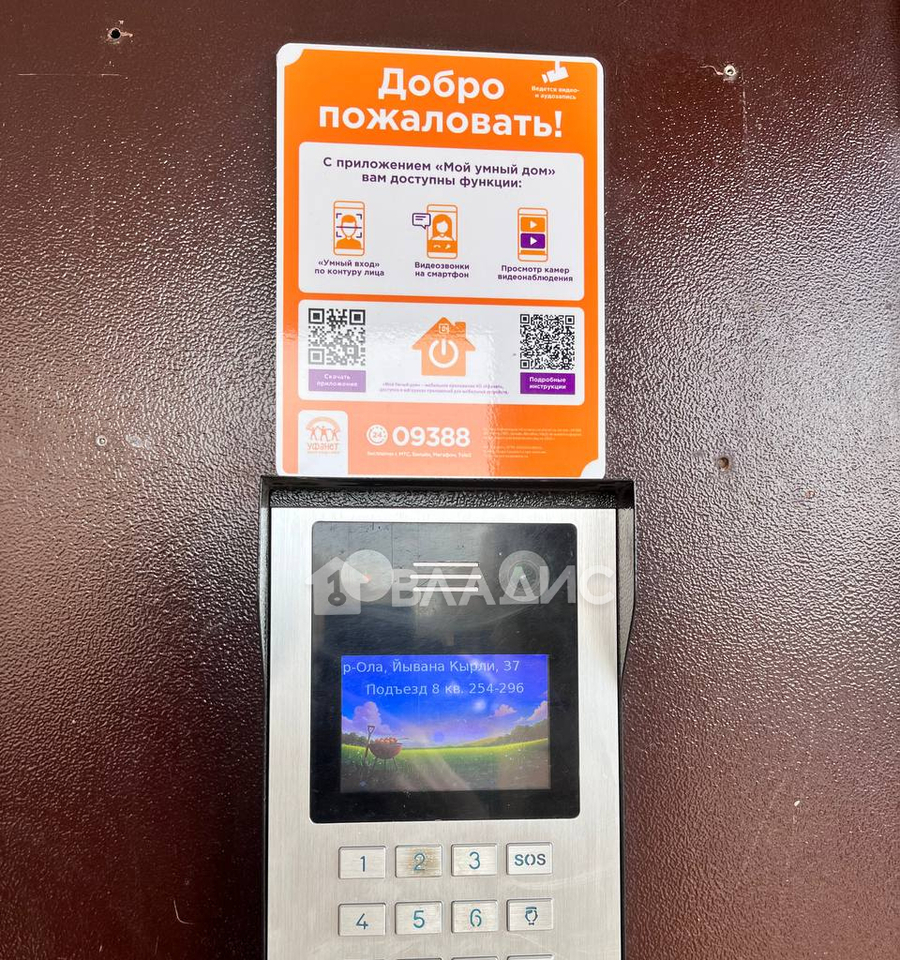 Добро
пожаловать!
Ведётся видео-
и аудиозапись
С приложением «Мой умный дом»
вам доступны функции:
«Умный вход»
по контуру лица
Видеозвонки
на смартфон
Просмотр камер
видеонаблюдения
Скачать
приложение
Подробные
инструкции
уфанет
24
09388
бесплатно с МТС, Билайн, Мегафон, Tele2
ВЛАДИС
р-Ола, Йывана Кырли, 37
Подъезд 8 кв. 254-296
1 2 3 SOS
4 5 6